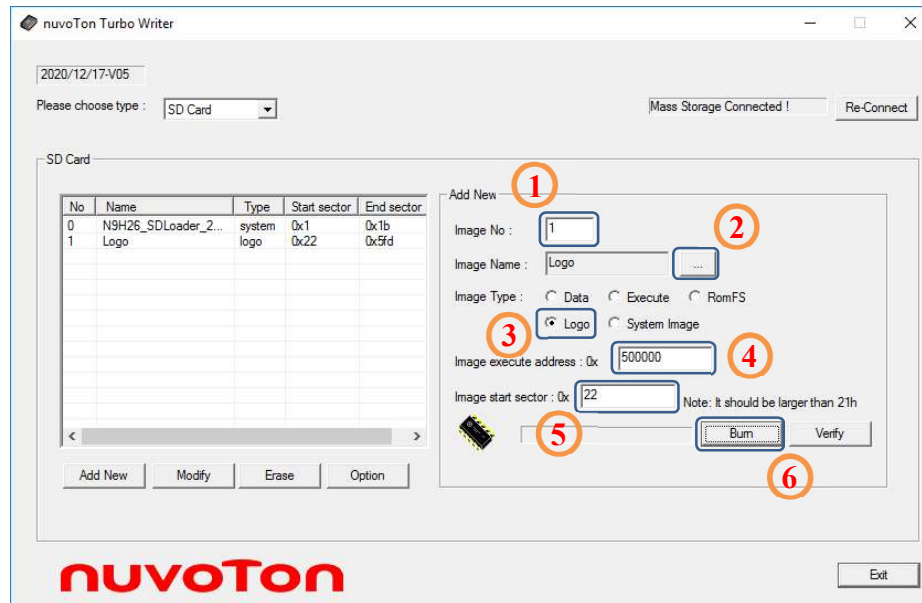 nuvoTon Turbo Writer
2020/12/17-V05
Please choose type : SD Card
Mass Storage Connected ! Re-Connect
SD Card
No Name Type Start sector End sector
0 N9H26_SDLoader_2... system 0x1 0x1b
1 Logo logo 0x22 0x5fd
Add New Modify Erase Option
Add New 1
Image No : 1
2
Image Name : Logo ...
Image Type : Data Execute RomFS
3 Logo System Image
Image execute address : 0x 500000 4
Image start sector : 0x 22 Note: It should be larger than 21h
5 Burn Verify
6
nuvoTon
Exit